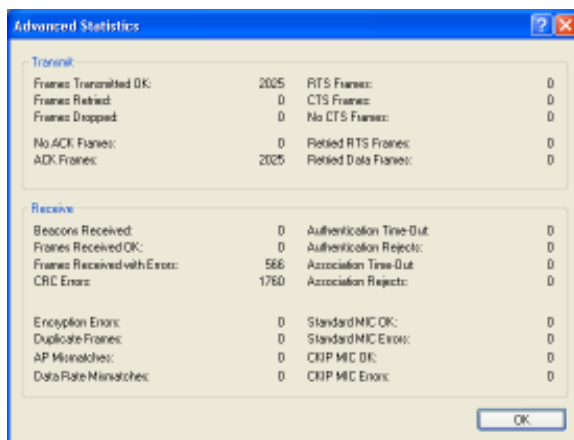 Advanced Statistics
Transmit
Frames Transmitted OK: 2025 RTS Frames: 0
Frames Retried: 0 CTS Frames: 0
Frames Dropped: 0 No CTS Frames: 0
No ACK Frames: 0 Retried RTS Frames: 0
ACK Frames: 2025 Retried Data Frames: 0
Receive
Beacons Received: 0 Authentication Time-Out 0
Frames Received OK: 0 Authentication Rejects: 0
Frames Received with Errors: 566 Association Time-Out 0
CRC Errors: 1760 Association Rejects: 0
Encryption Errors: 0 Standard MIC OK: 0
Duplicate Frames: 0 Standard MIC Errors: 0
AP Mismatches: 0 CKIP MIC OK: 0
Data Rate Mismatches: 0 CKIP MIC Errors: 0
OK